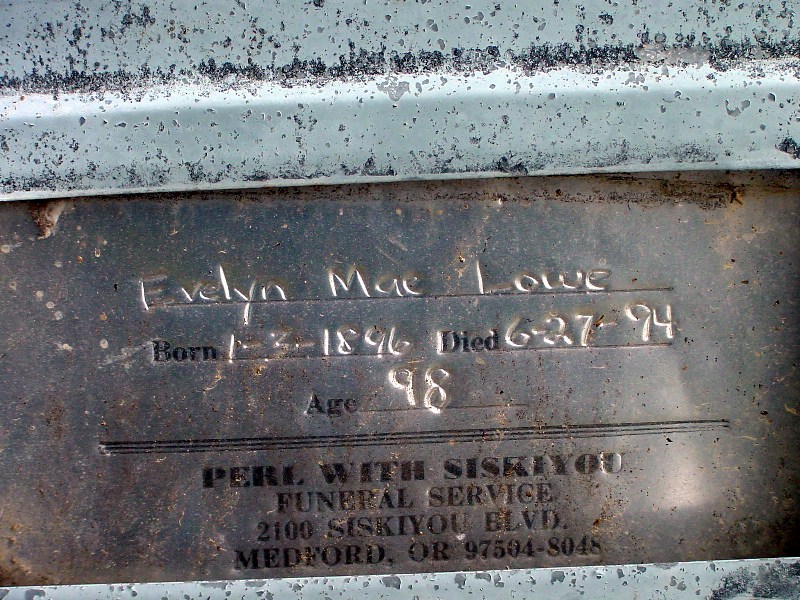 Evelyn Mae Lowe
Born 1-3-1896 Died 6-27-94
Age 98
PERL WITH SISKIYOU
FUNERAL SERVICE
2100 SISKIYOU BLVD.
MEDFORD, OR 97504-8048